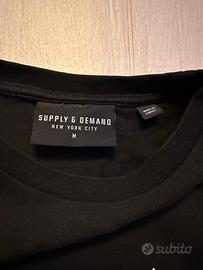 SUPPLY & DEMAND
NEW YORK CITY
M
subito